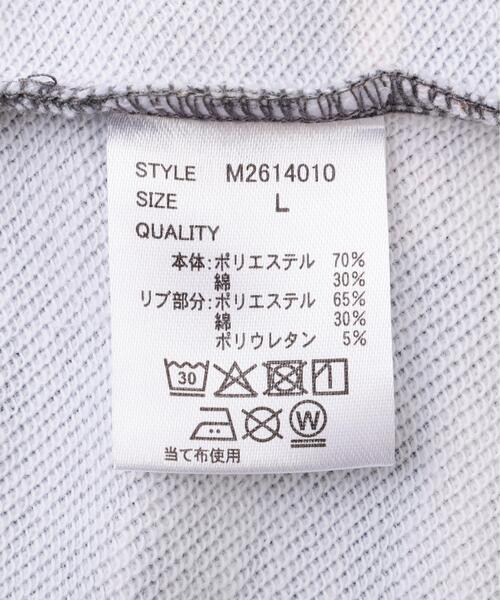 STYLE M2614010
SIZE L
QUALITY
本体:ポリエステル 70%
綿 30%
リブ部分:ポリエステル 65%
綿 30%
ポリウレタン 5%
30
W
当て布使用